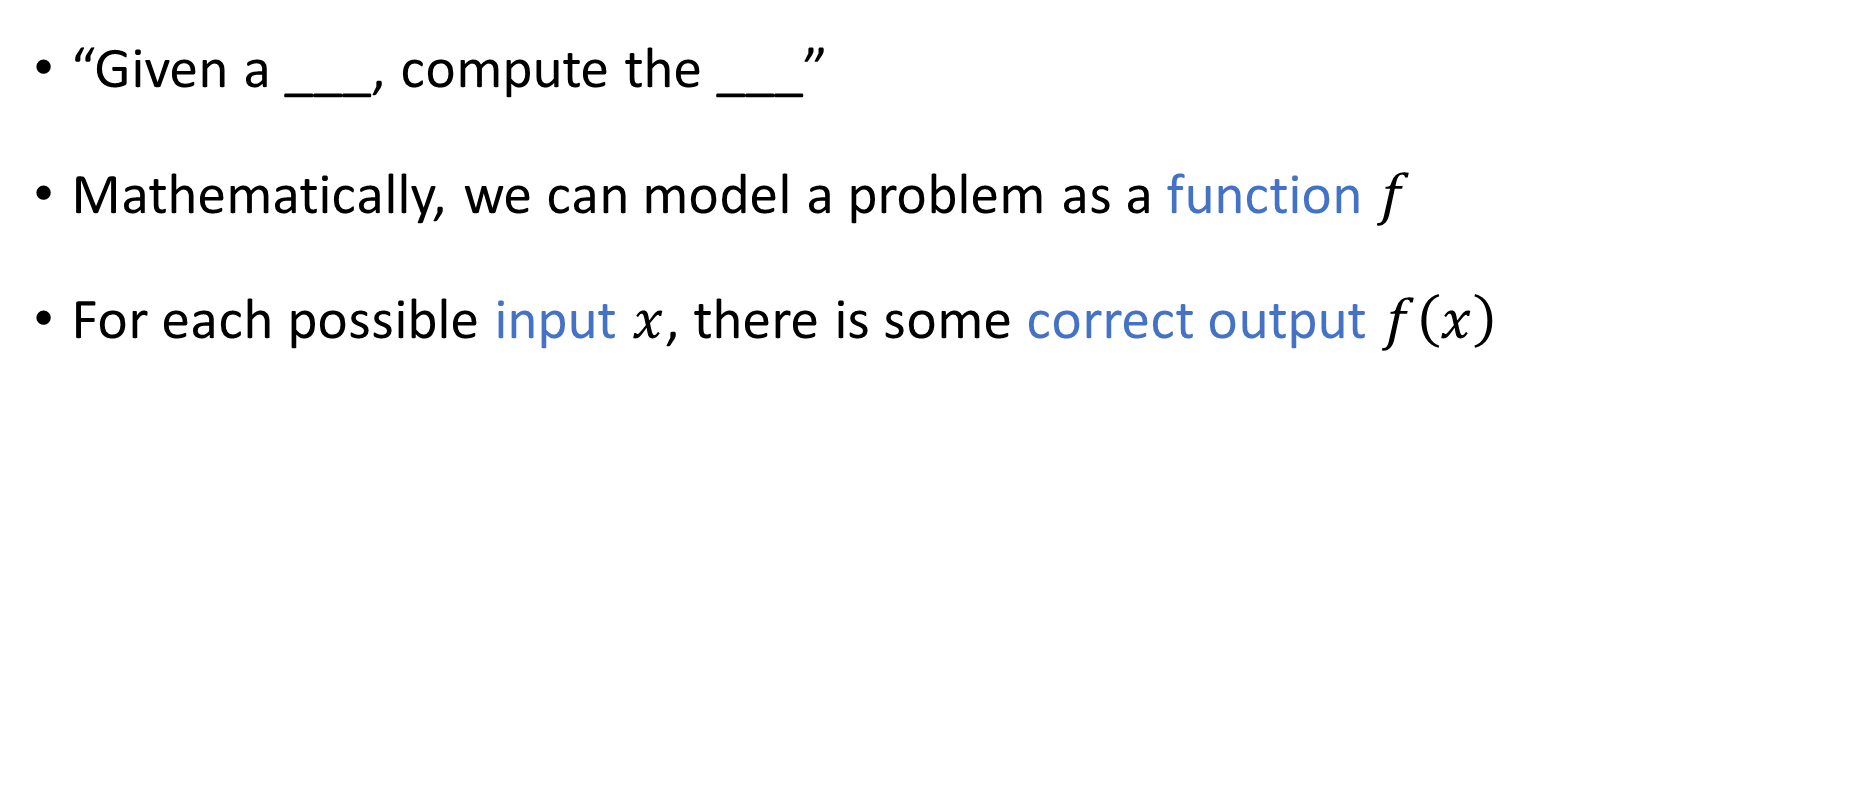 • “Given a ___, compute the ___”
• Mathematically, we can model a problem as a function 𝑓
• For each possible input 𝑥, there is some correct output 𝑓(𝑥)